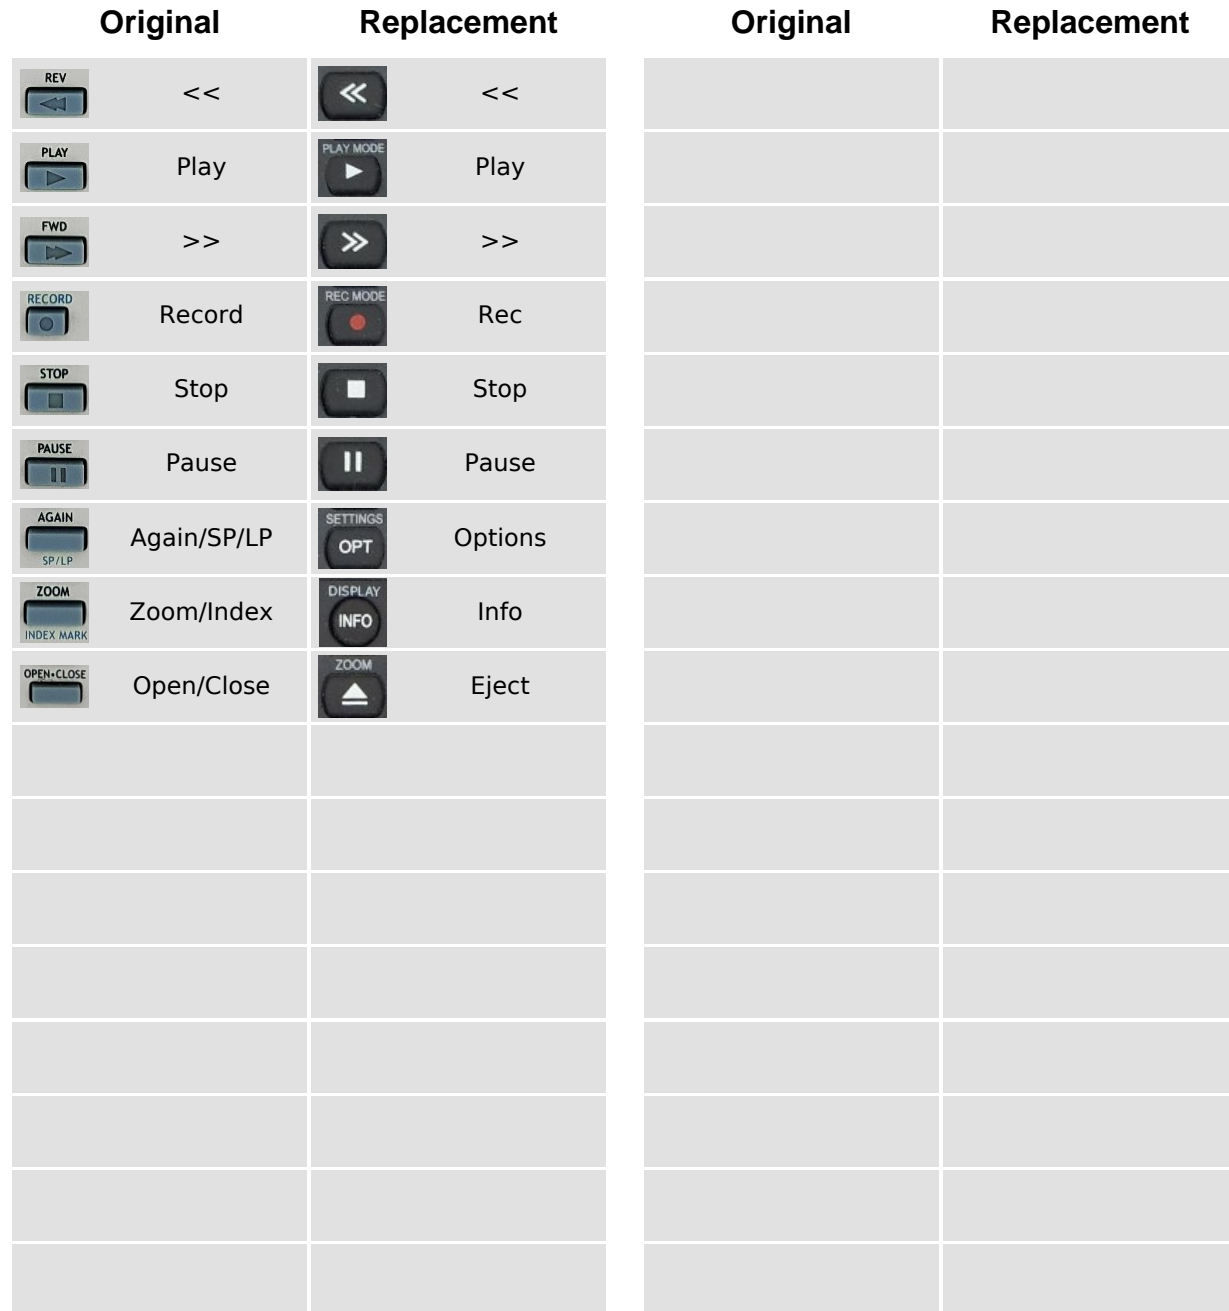 Original Replacement Original Replacement
REV
<< <<
PLAY PLAY MODE
Play Play
FWD
>> >>
RECORD REC MODE
Record Rec
STOP
Stop Stop
PAUSE
Pause Pause
AGAIN SETTINGS
Again/SP/LP OPT Options
SP/LP
ZOOM DISPLAY
Zoom/Index INFO Info
INDEX MARK
OPEN•CLOSE ZOOM
Open/Close Eject